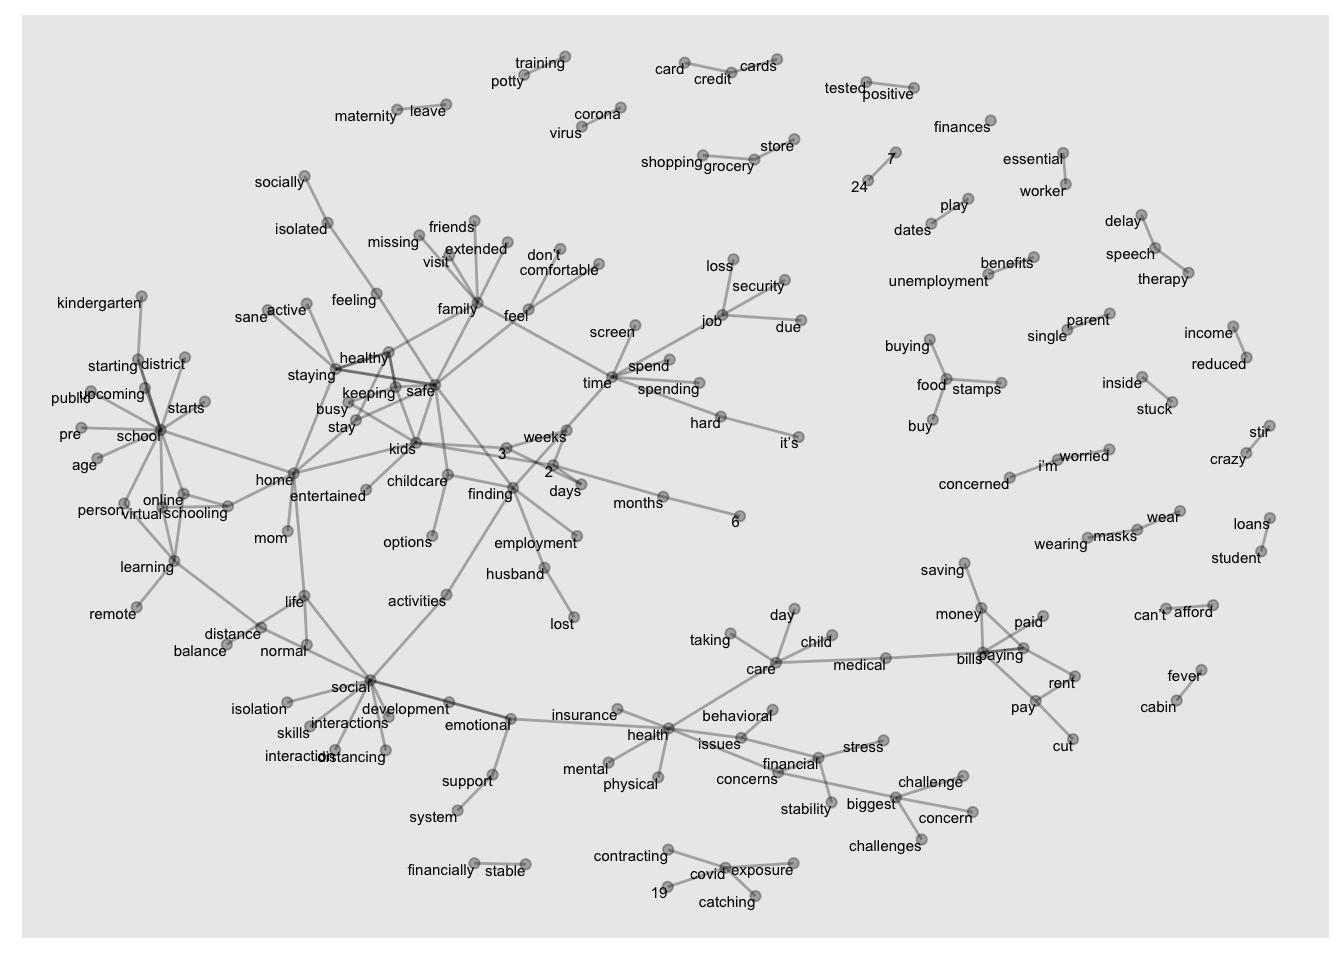 training
potty
card
credit
cards
tested
positive
maternity
leave
corona
virus
finances
shopping
grocery
store
7
24
essential
worker
socially
isolated
play
dates
delay
speech
therapy
friends
missing
extended
visit
don't
comfortable
loss
security
job
due
benefits
unemployment
kindergarten
sane
active
feeling
family
feel
screen
single
parent
income
reduced
starting
district
healthy
staying
keeping
safe
time
spend
spending
buying
food
stamps
buy
inside
stuck
public
upcoming
starts
busy
stay
hard
it's
pre
school
weeks
kids
3
stir
crazy
age
home
entertained
childcare
finding
2
days
months
6
i'm
worried
concerned
person
online
virtual
schooling
mom
options
employment
wear
masks
wearing
loans
student
learning
husband
saving
remote
life
activities
lost
money
paid
can't
afford
distance
balance
normal
day
taking
child
care
medical
bills
paying
rent
fever
cabin
social
isolation
development
skills
interactions
emotional
insurance
behavioral
pay
cut
health
issues
interaction
distancing
mental
physical
concerns
financial
stress
support
system
stability
biggest
challenge
concern
challenges
financially
stable
contracting
covid
exposure
19
catching